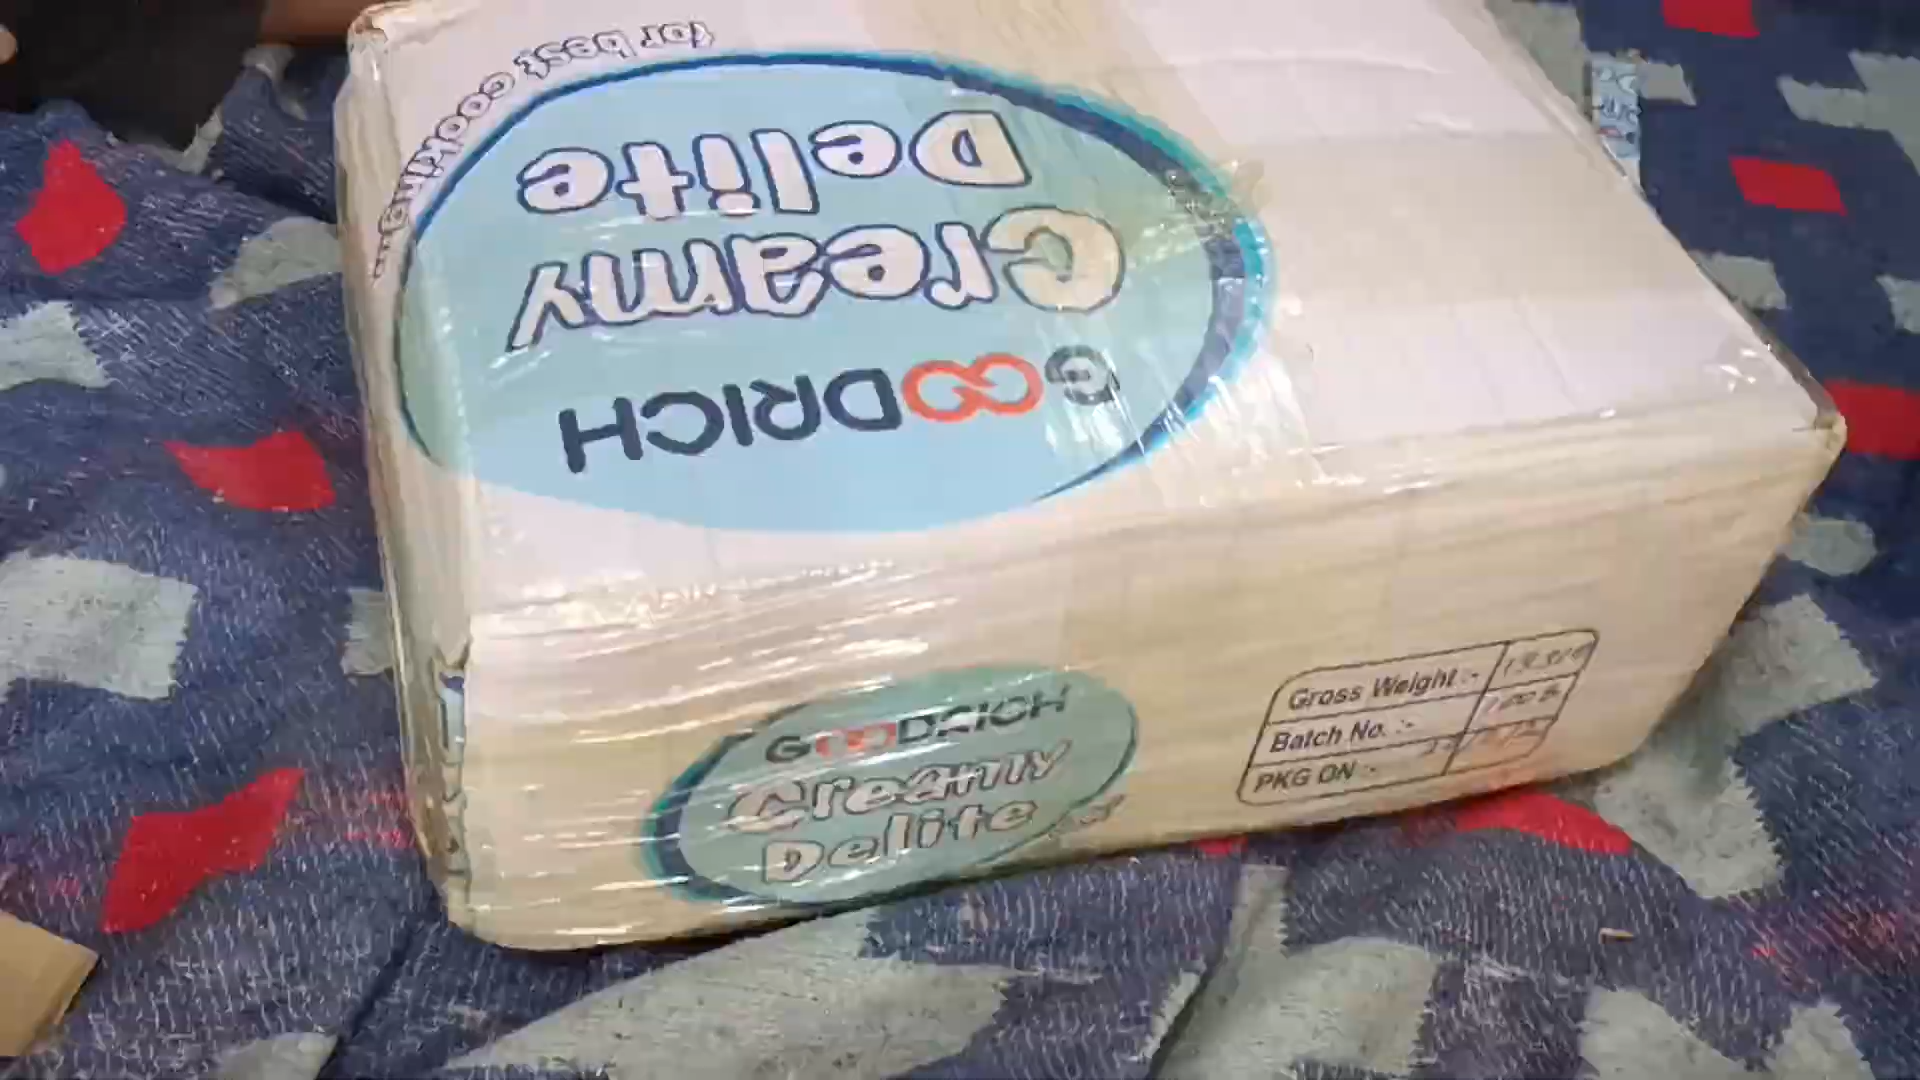 GOODRICH
Creamy
Delite
for best cooking...
GOODRICH
Creamy
Delite
Gross Weight :-
Batch No. :-
PKG ON :-